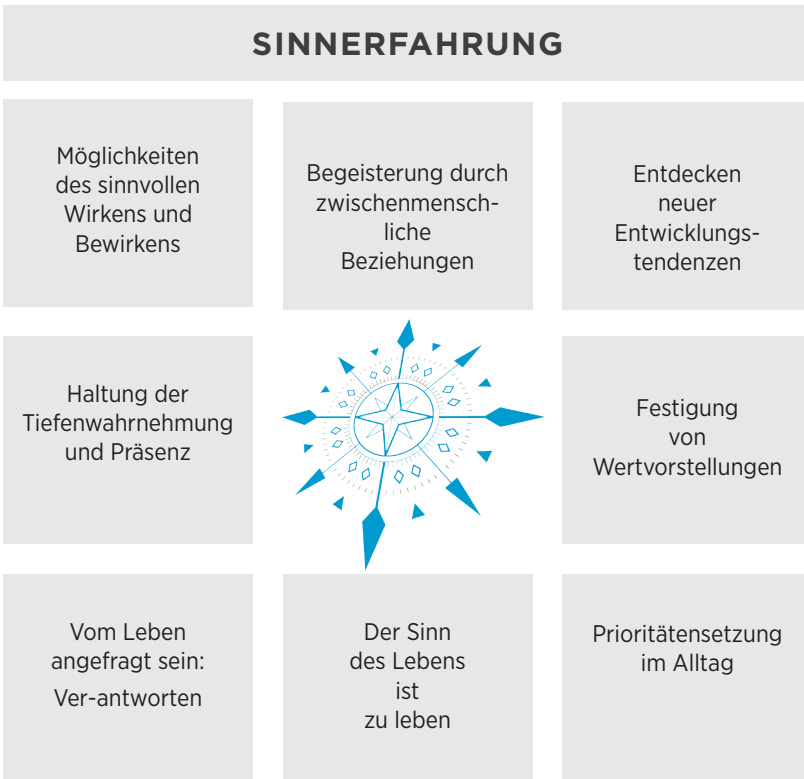 SINNERFAHRUNG
Möglichkeiten
des sinnvollen
Wirkens und
Bewirkens
Begeisterung durch
zwischenmensch-
liche
Beziehungen
Entdecken
neuer
Entwicklungs-
tendenzen
Haltung der
Tiefenwahrnehmung
und Präsenz
Festigung
von
Wertvorstellungen
Vom Leben
angefragt sein:
Ver-antworten
Der Sinn
des Lebens
ist
zu leben
Prioritätensetzung
im Alltag